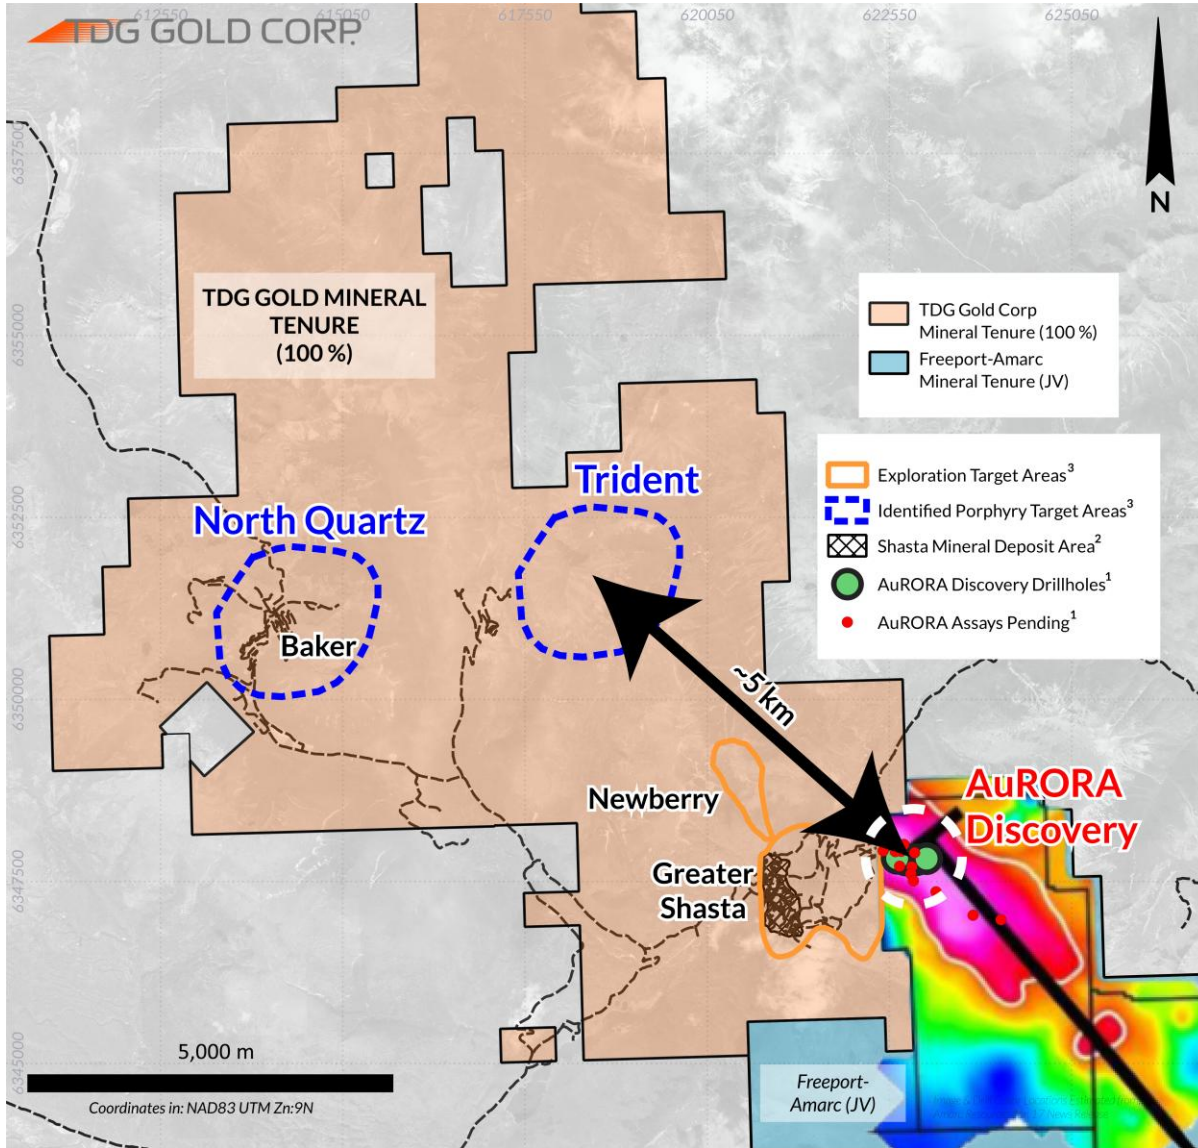 612550 615050 617550 620050 622550 625050
TDG GOLD CORP.
6357500
N
TDG GOLD MINERAL
TENURE
(100 %)
TDG Gold Corp
Mineral Tenure (100 %)
Freeport-Amarc
Mineral Tenure (JV)
6355000
Exploration Target Areas³
Identified Porphyry Target Areas³
Shasta Mineral Deposit Area²
AuRORA Discovery Drillholes¹
AuRORA Assays Pending¹
Trident
North Quartz
6352500
Baker
~5 km
6350000
AuRORA
Discovery
Newberry
Greater
Shasta
6347500
5,000 m
Coordinates in: NAD83 UTM Zn:9N
6345000
Freeport-
Amarc (JV)